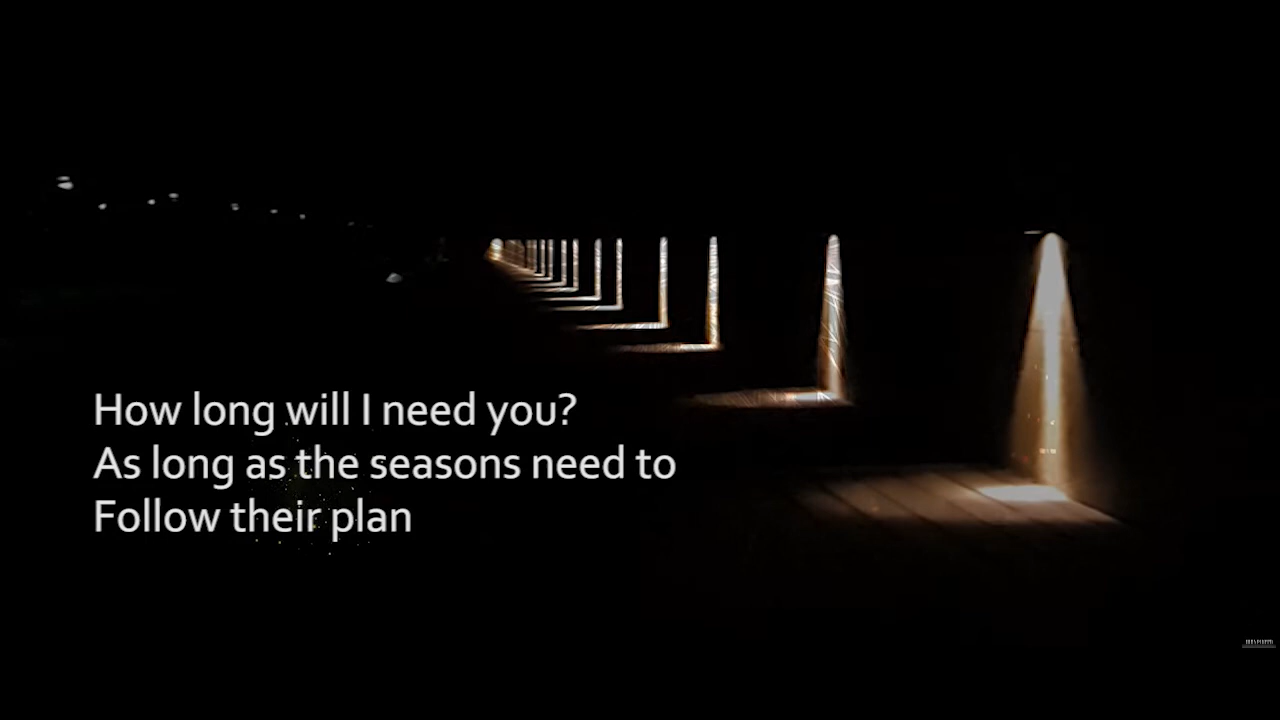 How long will I need you?
As long as the seasons need to
Follow their plan